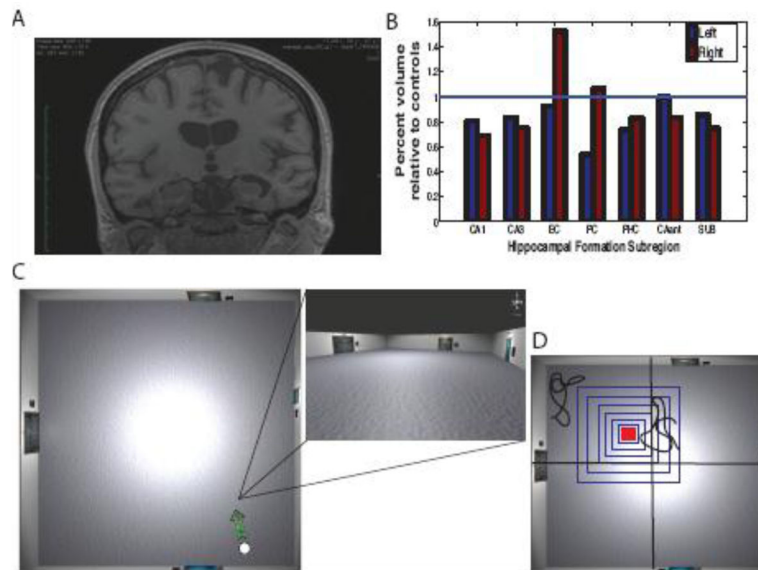 A
B
Percent volume
relative to controls
1.6
1.4
1.2
1
0.8
0.6
0.4
0.2
0
Left
Right
CA1
CA3
EC
PC
PHC
CAant
SUB
Hippocampal Formation Subregion
C
D